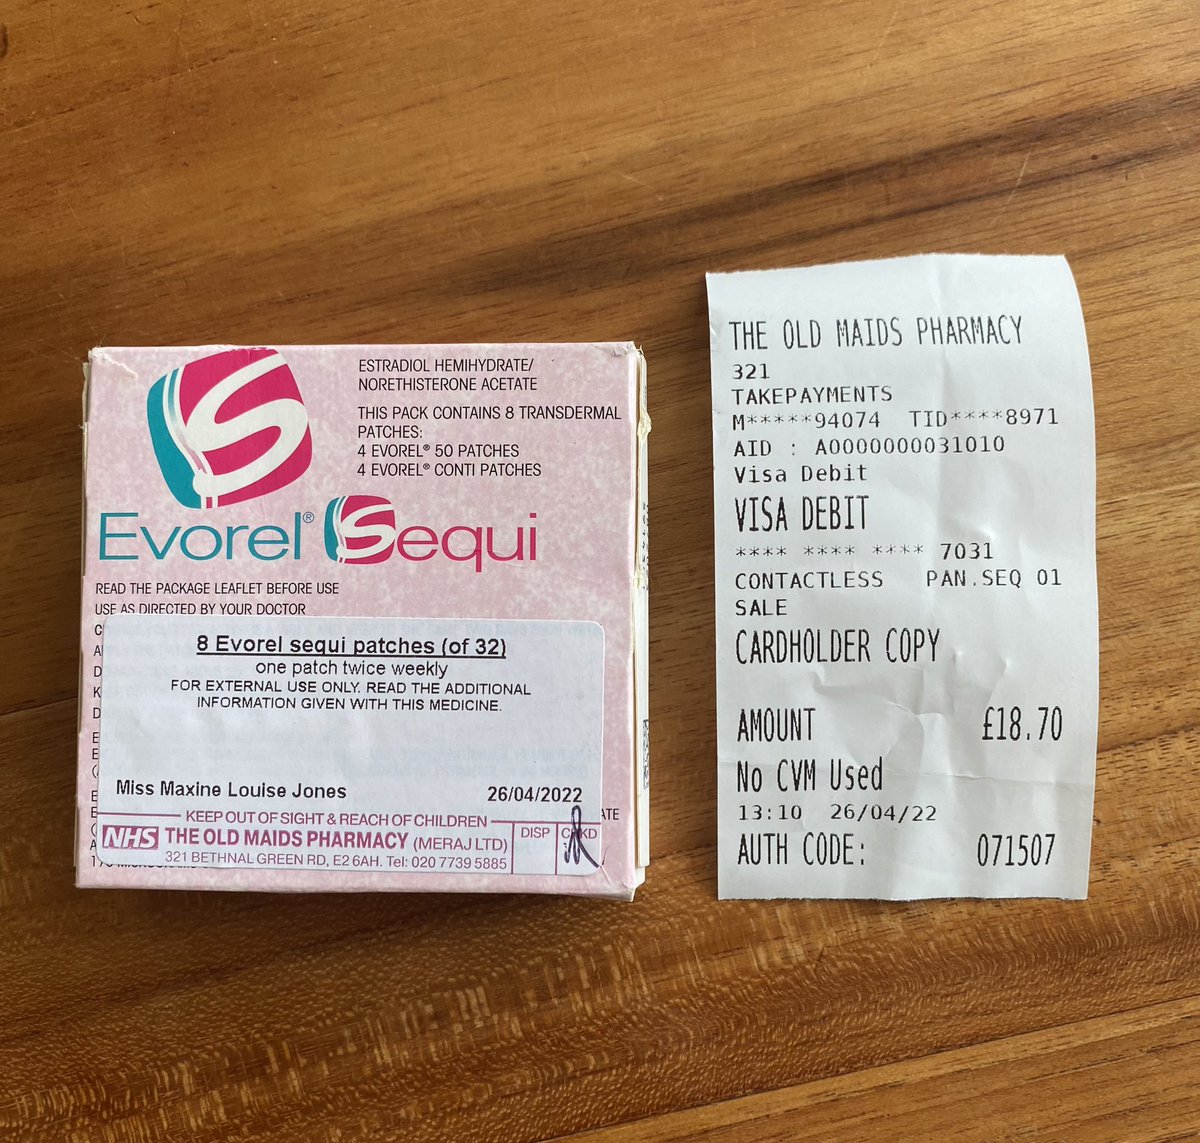 ESTRADIOL HEMIHYDRATE/
NORETHISTERONE ACETATE
THIS PACK CONTAINS 8 TRANSDERMAL
PATCHES:
4 EVOREL® 50 PATCHES
4 EVOREL® CONTI PATCHES
Evorel® Sequi
READ THE PACKAGE LEAFLET BEFORE USE
USE AS DIRECTED BY YOUR DOCTOR
8 Evorel sequi patches (of 32)
one patch twice weekly
FOR EXTERNAL USE ONLY. READ THE ADDITIONAL
INFORMATION GIVEN WITH THIS MEDICINE.
Miss Maxine Louise Jones 26/04/2022
KEEP OUT OF SIGHT & REACH OF CHILDREN
NHS THE OLD MAIDS PHARMACY (MERAJ LTD) DISP
321 BETHNAL GREEN RD, E2 6AH. Tel: 020 7739 5885
THE OLD MAIDS PHARMACY
321
TAKEPAYMENTS
M*****94074 TID****8971
AID : A0000000031010
Visa Debit
VISA DEBIT
**** **** **** 7031
CONTACTLESS PAN.SEQ 01
SALE
CARDHOLDER COPY
AMOUNT £18.70
No CVM Used
13:10 26/04/22
AUTH CODE: 071507